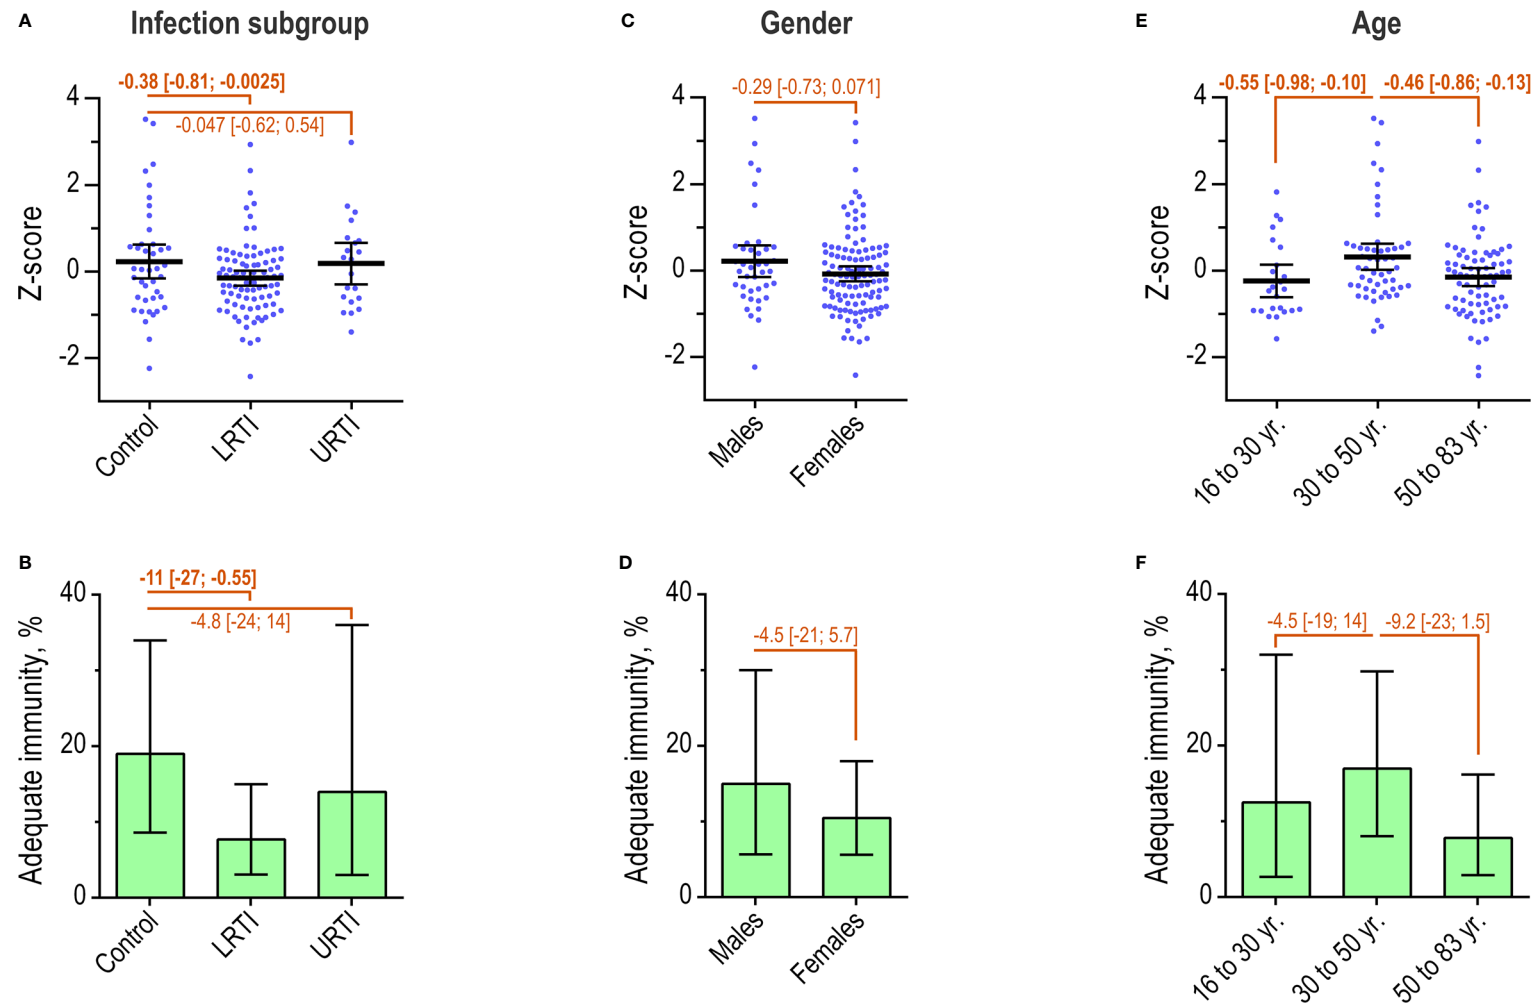 A
Infection subgroup
-0.38 [-0.81; -0.0025]
-0.047 [-0.62; 0.54]
4
2
0
-2
Z-score
Control
LRTI
URTI
C
Gender
-0.29 [-0.73; 0.071]
4
2
0
-2
Z-score
Males
Females
E
Age
-0.55 [-0.98; -0.10]
-0.46 [-0.86; -0.13]
4
2
0
-2
Z-score
16 to 30 yr.
30 to 50 yr.
50 to 83 yr.
B
-11 [-27; -0.55]
-4.8 [-24; 14]
40
20
0
Adequate immunity, %
Control
LRTI
URTI
D
-4.5 [-21; 5.7]
40
20
0
Adequate immunity, %
Males
Females
F
-4.5 [-19; 14]
-9.2 [-23; 1.5]
40
20
0
Adequate immunity, %
16 to 30 yr.
30 to 50 yr.
50 to 83 yr.